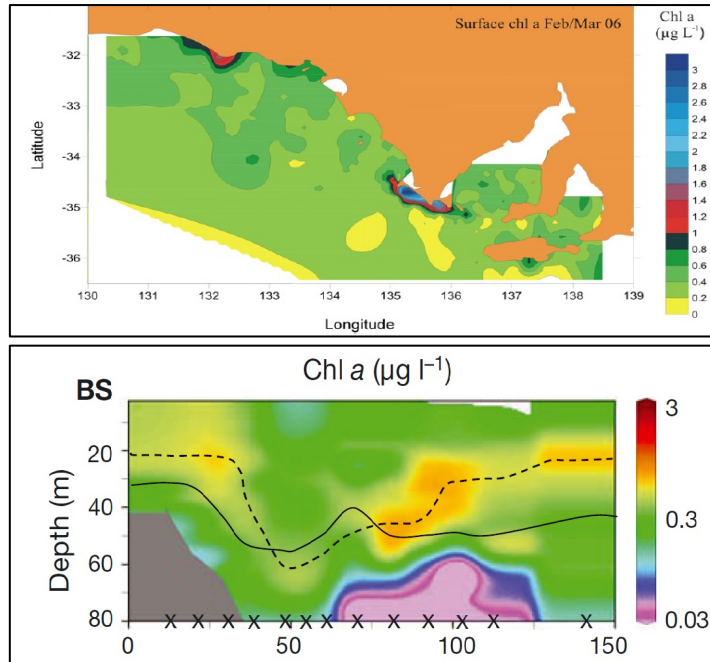 Surface chl a Feb/Mar 06
Chl a
(µg L⁻¹)
3
2.8
2.6
2.4
2.2
2
1.8
1.6
1.4
1.2
1
0.8
0.6
0.4
0.2
0
Latitude
-31
-32
-33
-34
-35
-36
130 131 132 133 134 135 136 137 138 139
Longitude
Chl a (µg l⁻¹)
BS
Depth (m)
20
40
60
80
0 50 100 150
X X X X X X X X X X X X X
3
0.3
0.03